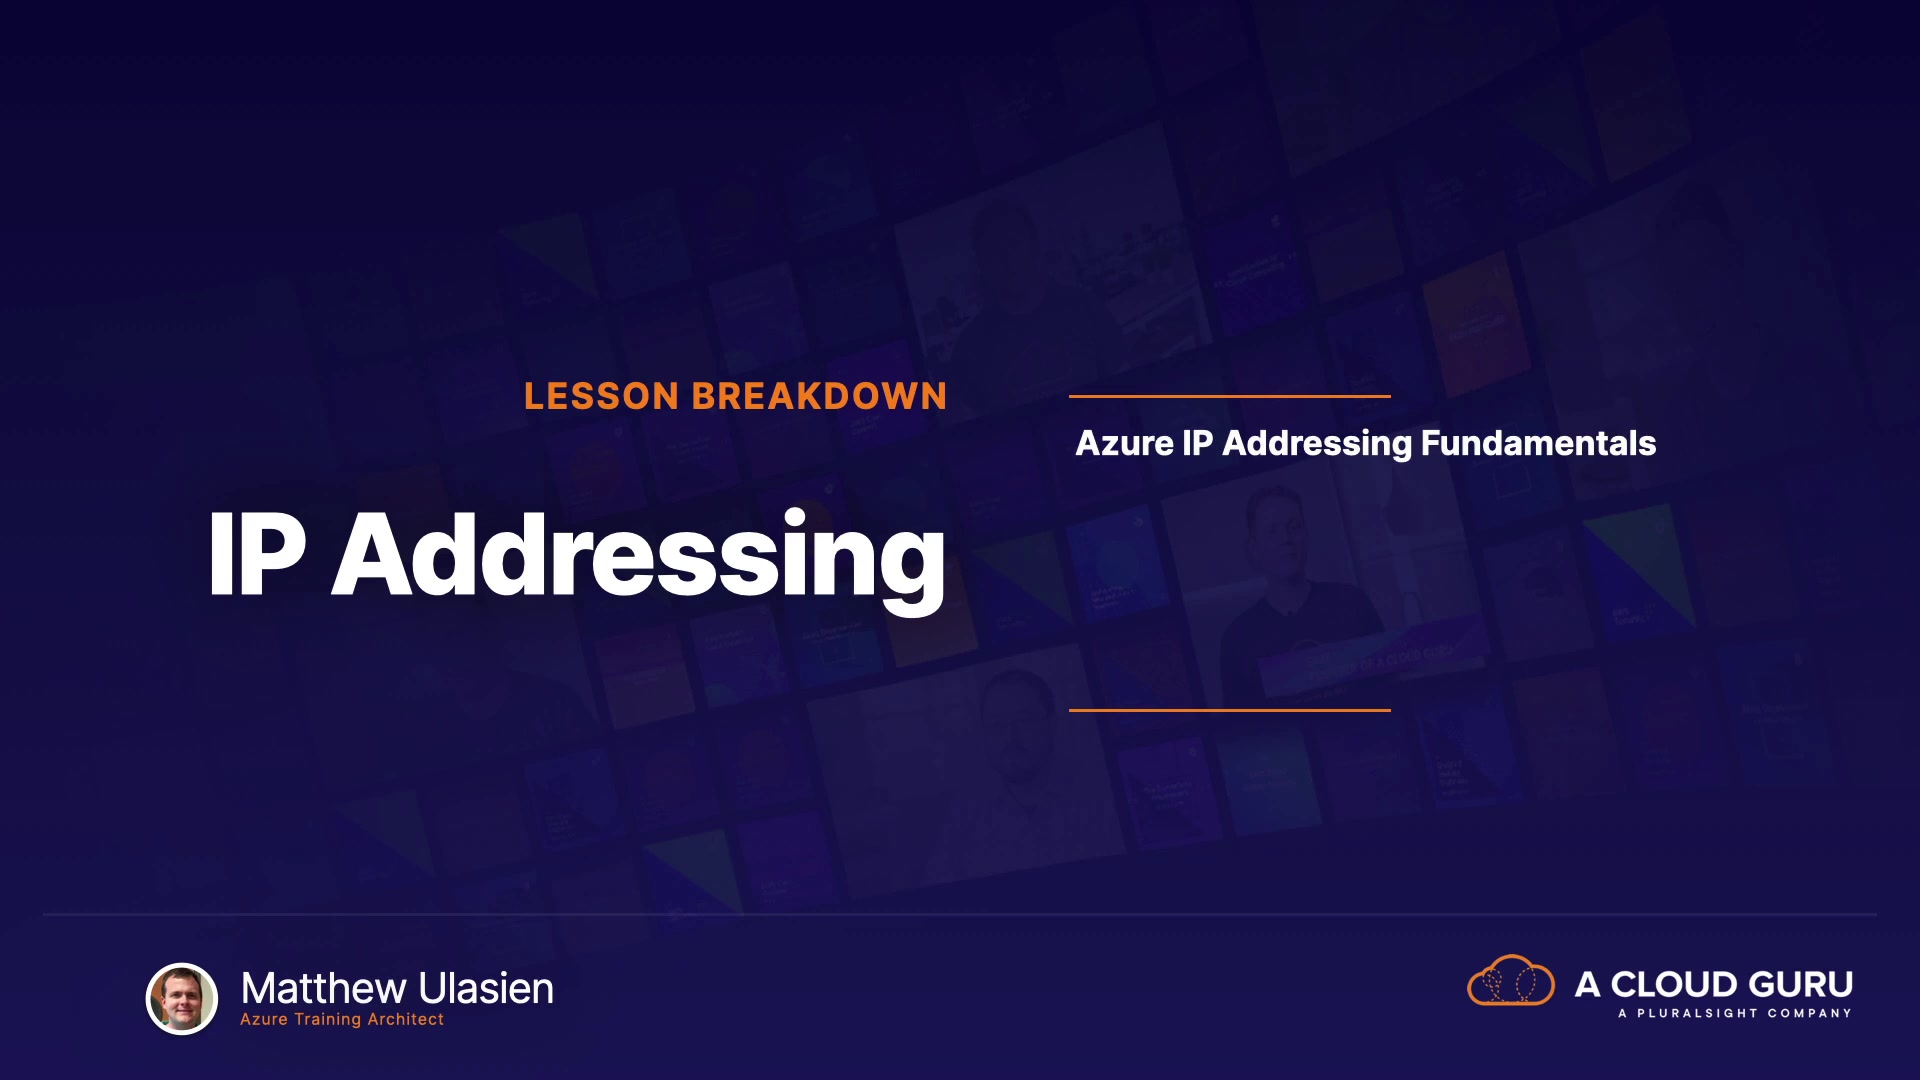 LESSON BREAKDOWN
IP Addressing
Azure IP Addressing Fundamentals
Matthew Ulasien
Azure Training Architect
A CLOUD GURU
A PLURALSIGHT COMPANY